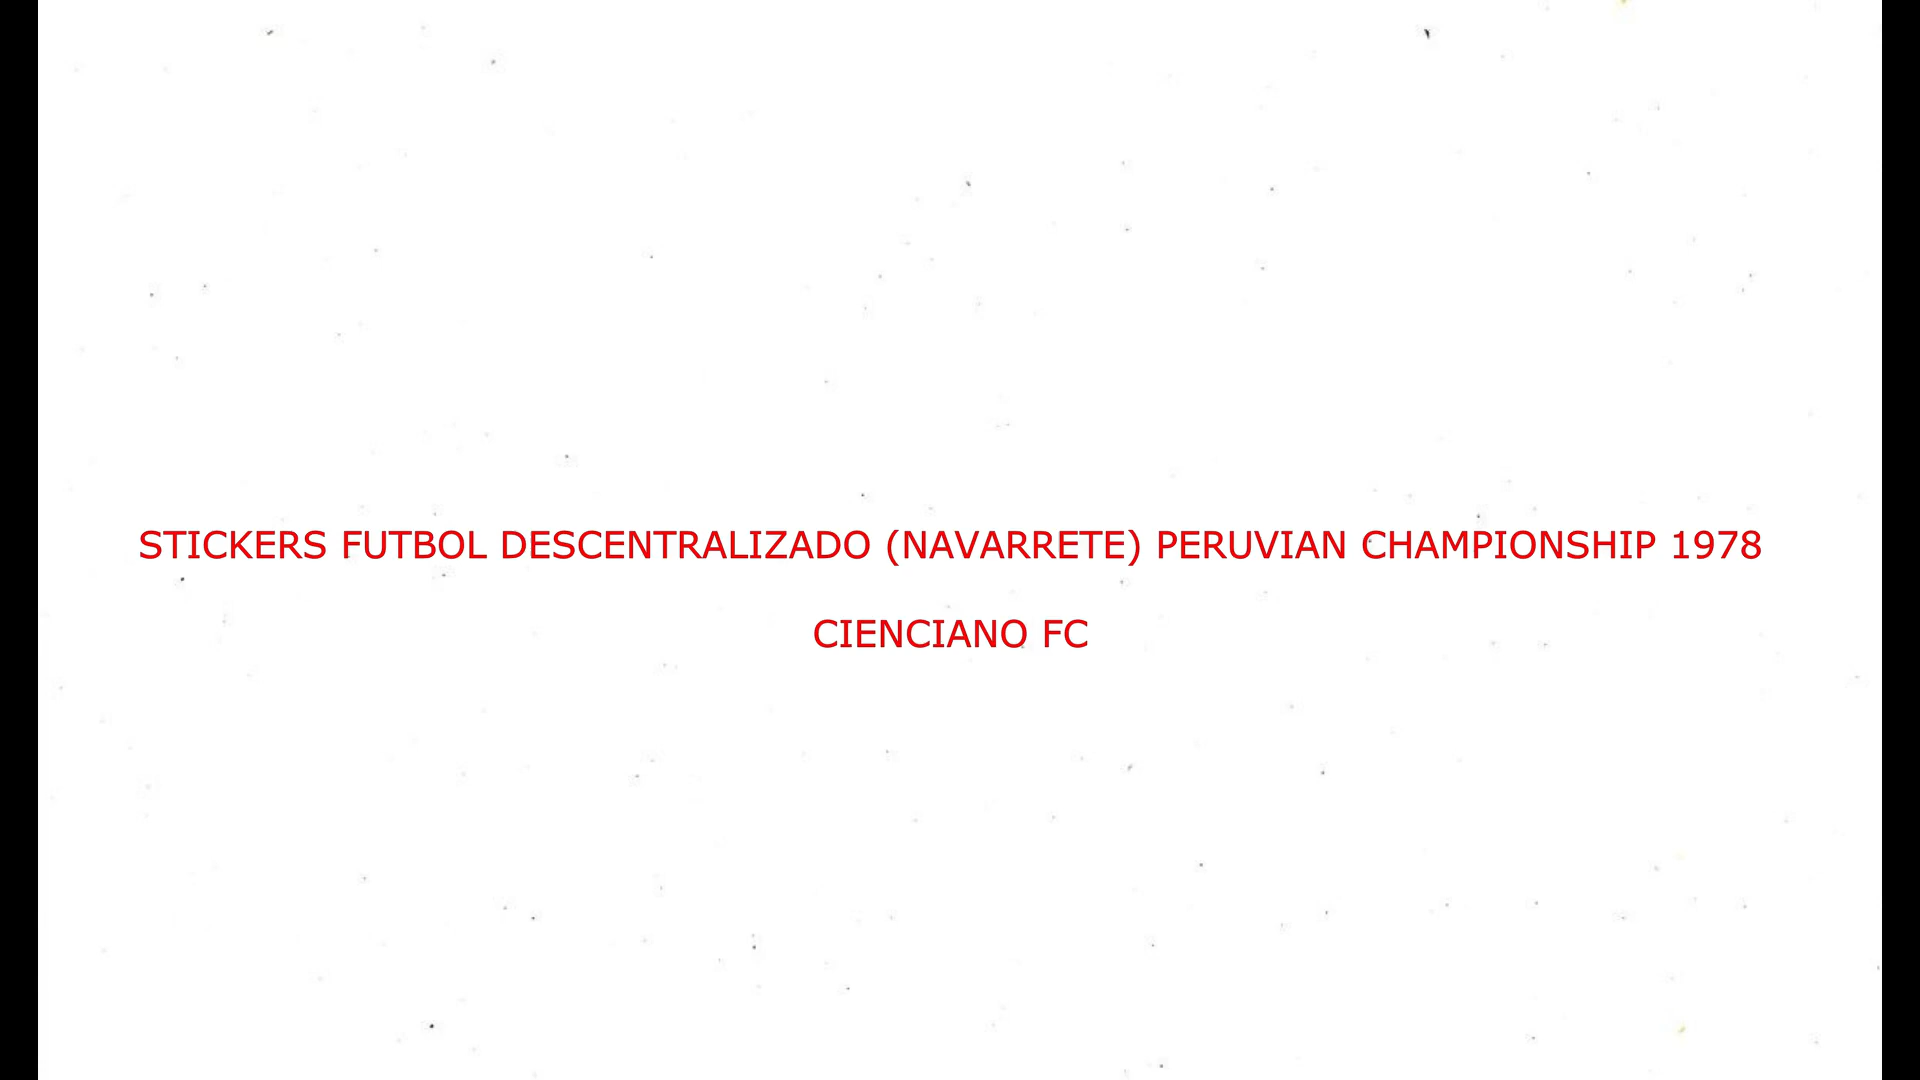 STICKERS FUTBOL DESCENTRALIZADO (NAVARRETE) PERUVIAN CHAMPIONSHIP 1978
CIENCIANO FC